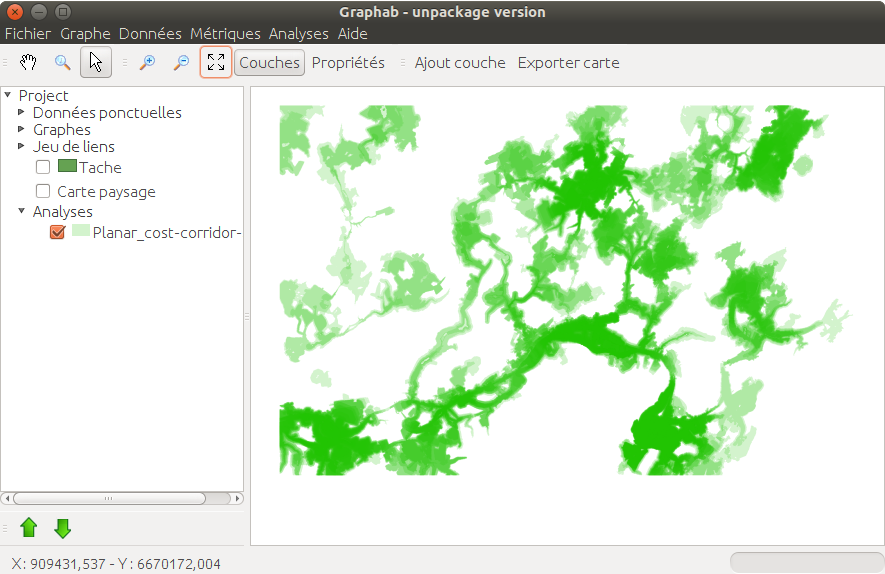 Graphab - unpackage version
Fichier Graphe Données Métriques Analyses Aide
Couches Propriétés Ajout couche Exporter carte
Project
Données ponctuelles
Graphes
Jeu de liens
Tache
Carte paysage
Analyses
Planar_cost-corridor-
X: 909431,537 - Y: 6670172,004